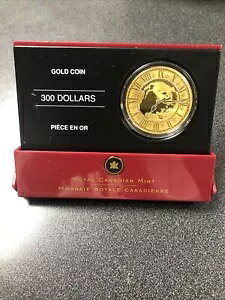 GOLD COIN
300 DOLLARS
PIÈCE EN OR
ROYAL CANADIAN MINT
MONNAIE ROYALE CANADIENNE